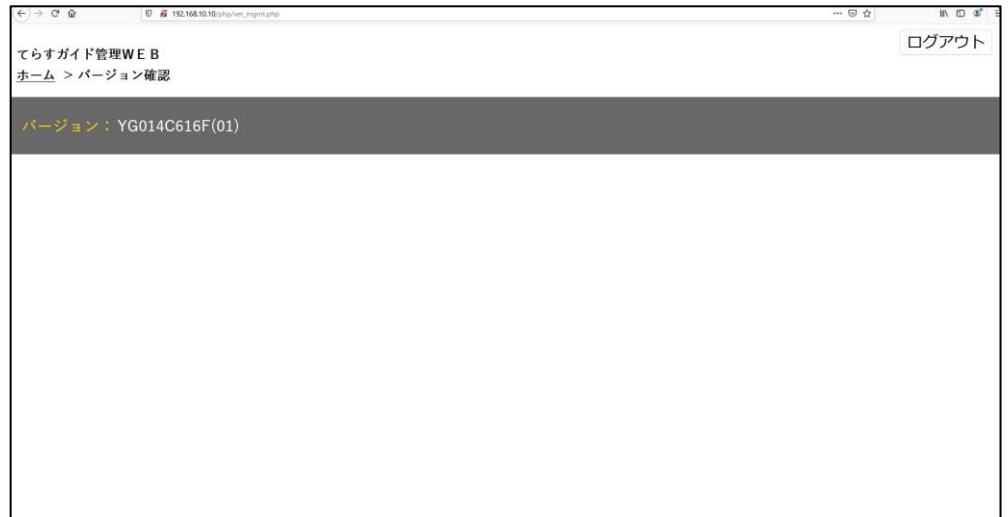 192.168.10.10/php/ver_mgmt.php
ログアウト
てらすガイド管理ＷＥＢ
ホーム ＞バージョン確認
バージョン：YG014C616F(01)